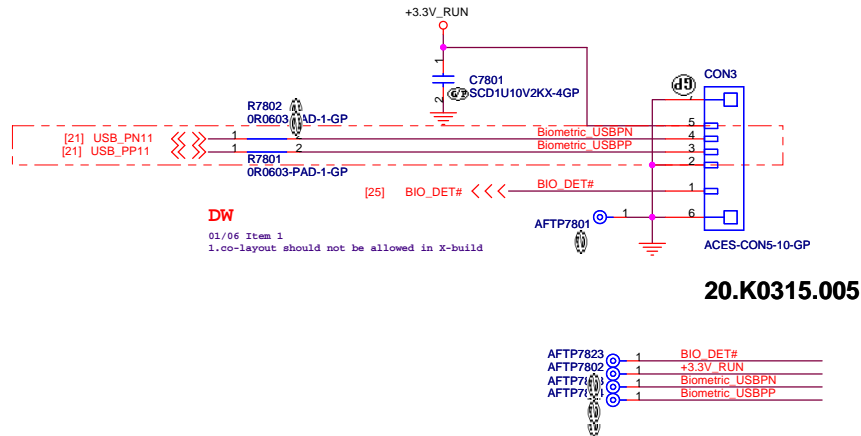 +3.3V_RUN
1
C7801
SCD1U10V2KX-4GP
2
CON3
7
R7802
0R0603-PAD-1-GP
[21] USB_PN11 1 2 Biometric_USBPN 4
[21] USB_PP11 1 2 Biometric_USBPP 3
5
2
R7801
0R0603-PAD-1-GP
[25] BIO_DET# BIO_DET# 1
DW
01/06 Item 1
1.co-layout should not be allowed in X-build
AFTP7801 1 6
ACES-CON5-10-GP
20.K0315.005
AFTP7823 1 BIO_DET#
AFTP7802 1 +3.3V_RUN
1 Biometric_USBPN
1 Biometric_USBPP